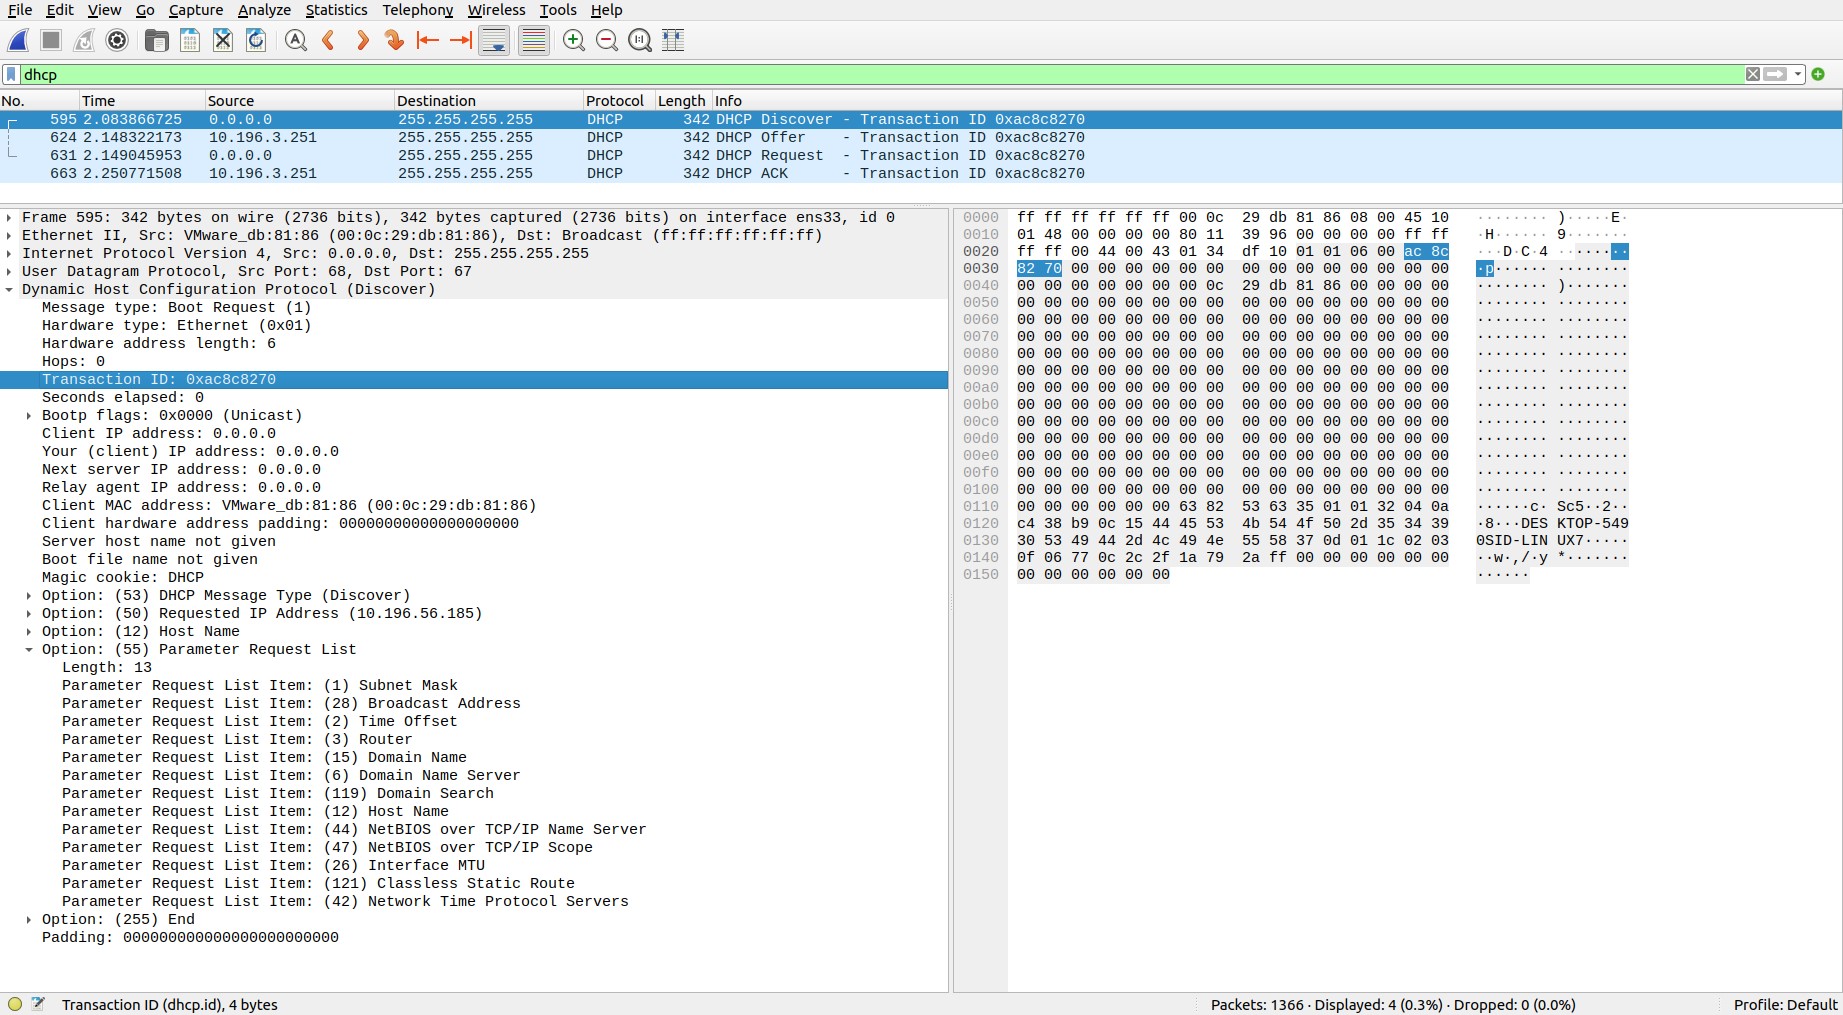 File Edit View Go Capture Analyze Statistics Telephony Wireless Tools Help
dhcp
No. Time Source Destination Protocol Length Info
595 2.083866725 0.0.0.0 255.255.255.255 DHCP 342 DHCP Discover - Transaction ID 0xac8c8270
624 2.148322173 10.196.3.251 255.255.255.255 DHCP 342 DHCP Offer - Transaction ID 0xac8c8270
631 2.149045953 0.0.0.0 255.255.255.255 DHCP 342 DHCP Request - Transaction ID 0xac8c8270
663 2.250771508 10.196.3.251 255.255.255.255 DHCP 342 DHCP ACK - Transaction ID 0xac8c8270
Frame 595: 342 bytes on wire (2736 bits), 342 bytes captured (2736 bits) on interface ens33, id 0
Ethernet II, Src: VMware_db:81:86 (00:0c:29:db:81:86), Dst: Broadcast (ff:ff:ff:ff:ff:ff)
Internet Protocol Version 4, Src: 0.0.0.0, Dst: 255.255.255.255
User Datagram Protocol, Src Port: 68, Dst Port: 67
Dynamic Host Configuration Protocol (Discover)
Message type: Boot Request (1)
Hardware type: Ethernet (0x01)
Hardware address length: 6
Hops: 0
Transaction ID: 0xac8c8270
Seconds elapsed: 0
Bootp flags: 0x0000 (Unicast)
Client IP address: 0.0.0.0
Your (client) IP address: 0.0.0.0
Next server IP address: 0.0.0.0
Relay agent IP address: 0.0.0.0
Client MAC address: VMware_db:81:86 (00:0c:29:db:81:86)
Client hardware address padding: 00000000000000000000
Server host name not given
Boot file name not given
Magic cookie: DHCP
Option: (53) DHCP Message Type (Discover)
Option: (50) Requested IP Address (10.196.56.185)
Option: (12) Host Name
Option: (55) Parameter Request List
Length: 13
Parameter Request List Item: (1) Subnet Mask
Parameter Request List Item: (28) Broadcast Address
Parameter Request List Item: (2) Time Offset
Parameter Request List Item: (3) Router
Parameter Request List Item: (15) Domain Name
Parameter Request List Item: (6) Domain Name Server
Parameter Request List Item: (119) Domain Search
Parameter Request List Item: (12) Host Name
Parameter Request List Item: (44) NetBIOS over TCP/IP Name Server
Parameter Request List Item: (47) NetBIOS over TCP/IP Scope
Parameter Request List Item: (26) Interface MTU
Parameter Request List Item: (121) Classless Static Route
Parameter Request List Item: (42) Network Time Protocol Servers
Option: (255) End
Padding: 000000000000000000000000
0000 ff ff ff ff ff ff 00 0c 29 db 81 86 08 00 45 10 ········ )·····E·
0010 01 48 00 00 00 00 80 11 39 96 00 00 00 00 ff ff ·H······ 9·······
0020 ff ff 00 44 00 43 01 34 df 10 01 01 06 00 ac 8c ···D·C·4 ········
0030 82 70 00 00 00 00 00 00 00 00 00 00 00 00 00 00 ·p······ ········
0040 00 00 00 00 00 00 00 0c 29 db 81 86 00 00 00 00 ········ )·······
0050 00 00 00 00 00 00 00 00 00 00 00 00 00 00 00 00 ········ ········
0060 00 00 00 00 00 00 00 00 00 00 00 00 00 00 00 00 ········ ········
0070 00 00 00 00 00 00 00 00 00 00 00 00 00 00 00 00 ········ ········
0080 00 00 00 00 00 00 00 00 00 00 00 00 00 00 00 00 ········ ········
0090 00 00 00 00 00 00 00 00 00 00 00 00 00 00 00 00 ········ ········
00a0 00 00 00 00 00 00 00 00 00 00 00 00 00 00 00 00 ········ ········
00b0 00 00 00 00 00 00 00 00 00 00 00 00 00 00 00 00 ········ ········
00c0 00 00 00 00 00 00 00 00 00 00 00 00 00 00 00 00 ········ ········
00d0 00 00 00 00 00 00 00 00 00 00 00 00 00 00 00 00 ········ ········
00e0 00 00 00 00 00 00 00 00 00 00 00 00 00 00 00 00 ········ ········
00f0 00 00 00 00 00 00 00 00 00 00 00 00 00 00 00 00 ········ ········
0100 00 00 00 00 00 00 00 00 00 00 00 00 00 00 00 00 ········ ········
0110 00 00 00 00 00 00 63 82 53 63 35 01 01 32 04 0a ······c· Sc5··2··
0120 c4 38 b9 0c 15 44 45 53 4b 54 4f 50 2d 35 34 39 ·8···DES KTOP-549
0130 30 53 49 44 2d 4c 49 4e 55 58 37 0d 01 1c 02 03 0SID-LIN UX7·····
0140 0f 06 77 0c 2c 2f 1a 79 2a ff 00 00 00 00 00 00 ··w·,/·y *·······
0150 00 00 00 00 00 00 ······
Transaction ID (dhcp.id), 4 bytes
Packets: 1366 · Displayed: 4 (0.3%) · Dropped: 0 (0.0%)
Profile: Default